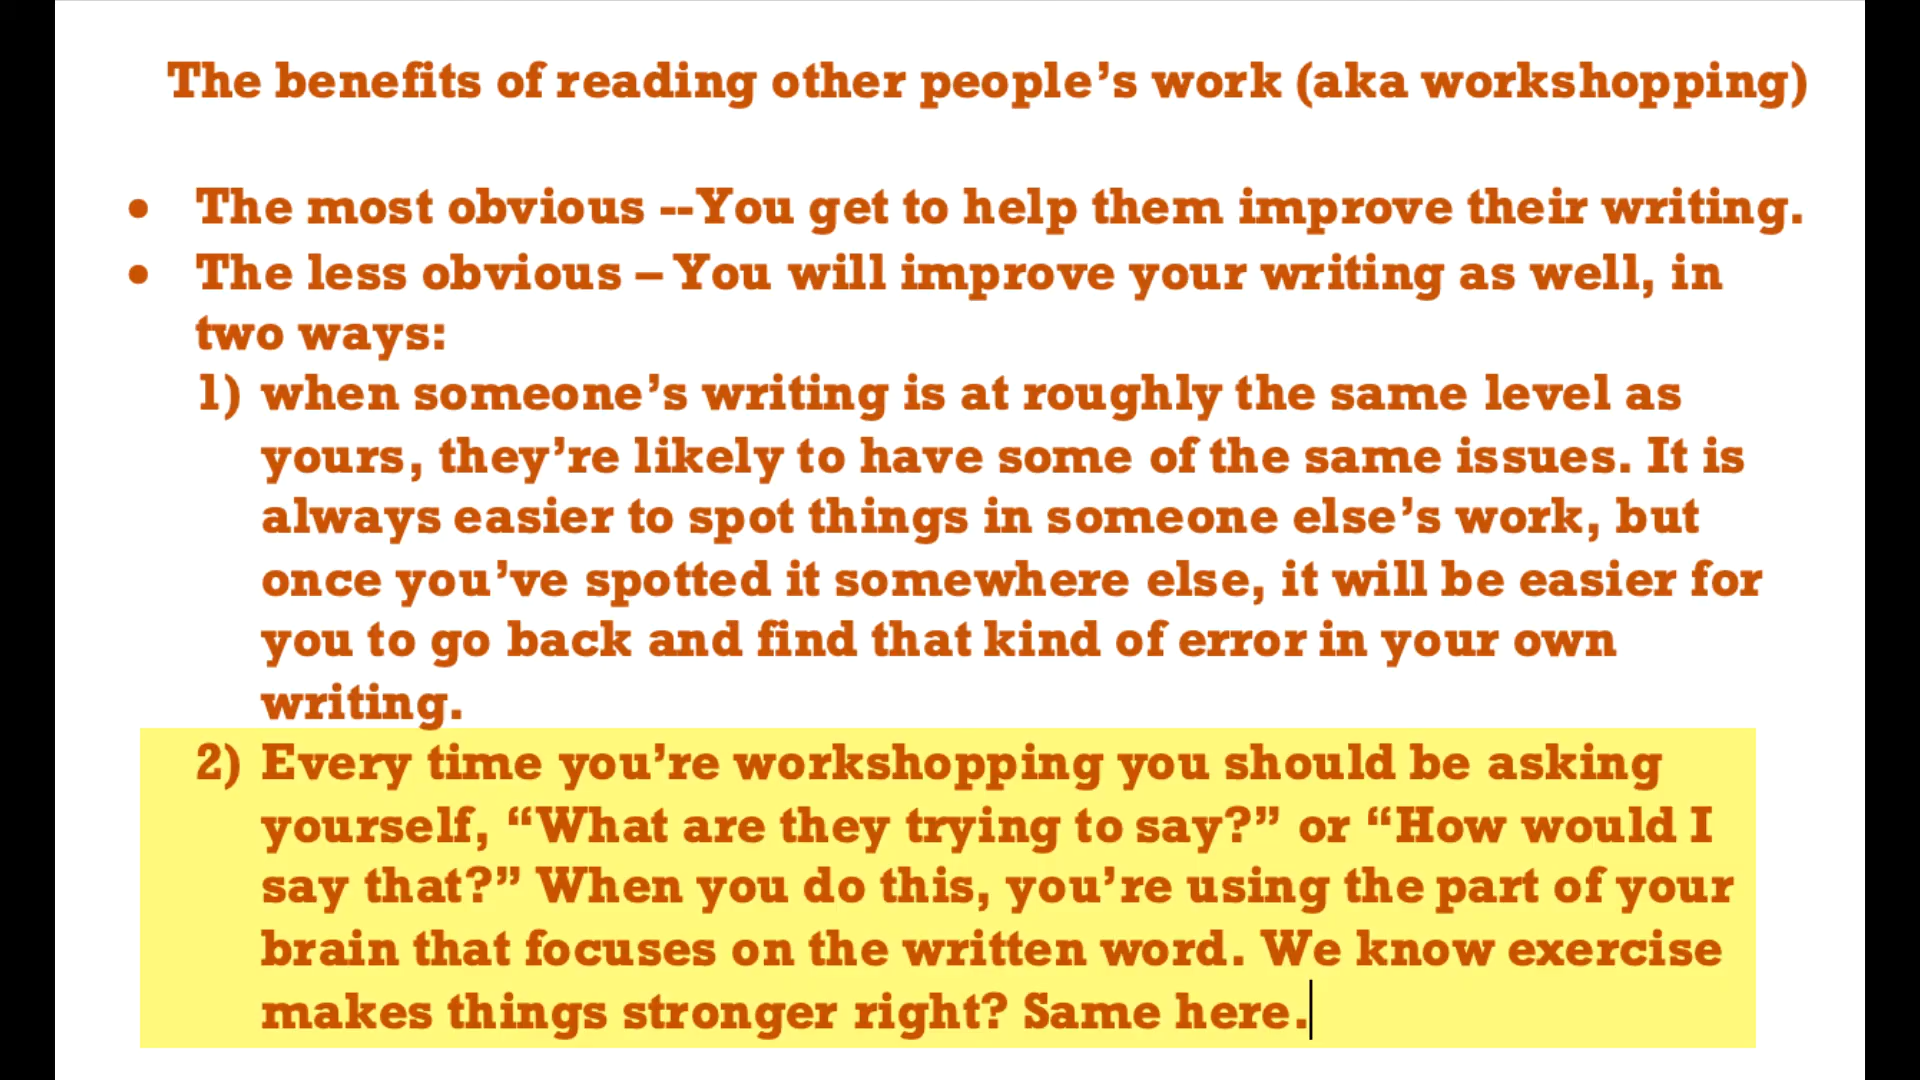 The benefits of reading other people’s work (aka workshopping)
• The most obvious --You get to help them improve their writing.
• The less obvious – You will improve your writing as well, in
two ways:
1) when someone’s writing is at roughly the same level as
yours, they’re likely to have some of the same issues. It is
always easier to spot things in someone else’s work, but
once you’ve spotted it somewhere else, it will be easier for
you to go back and find that kind of error in your own
writing.
2) Every time you’re workshopping you should be asking
yourself, “What are they trying to say?” or “How would I
say that?” When you do this, you’re using the part of your
brain that focuses on the written word. We know exercise
makes things stronger right? Same here.